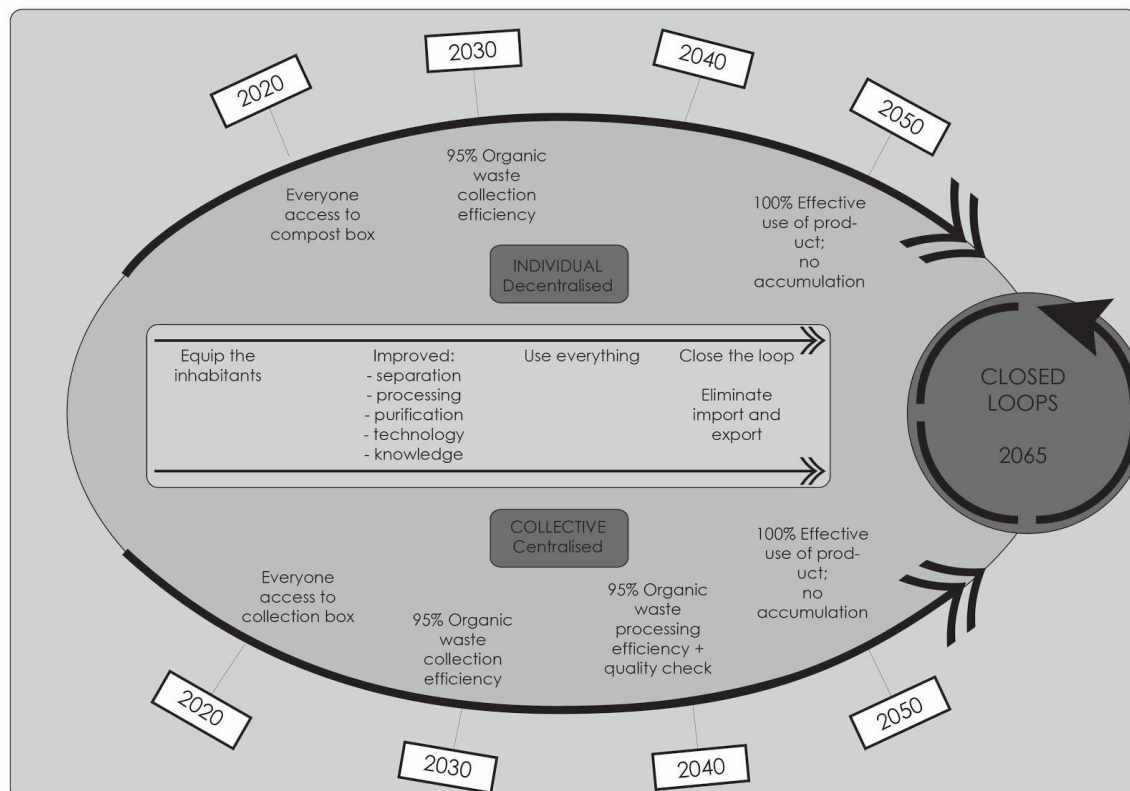 2020
2030
2040
2050
Everyone
access to
compost box
95% Organic
waste
collection
efficiency
100% Effective
use of prod-
uct;
no
accumulation
INDIVIDUAL
Decentralised
Equip the
inhabitants
Improved:
- separation
- processing
- purification
- technology
- knowledge
Use everything
Close the loop
Eliminate
import and
export
CLOSED
LOOPS
2065
COLLECTIVE
Centralised
Everyone
access to
collection box
95% Organic
waste
collection
efficiency
95% Organic
waste
processing
efficiency +
quality check
100% Effective
use of prod-
uct;
no
accumulation
2020
2030
2040
2050